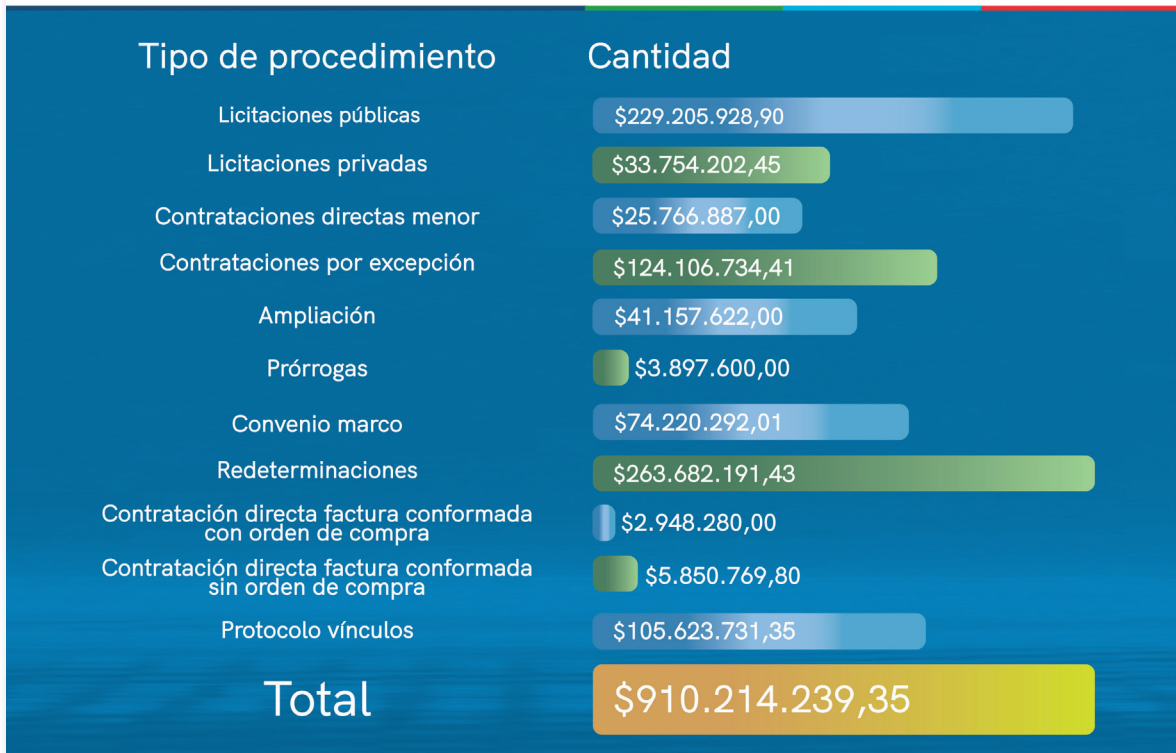 Tipo de procedimiento Cantidad
Licitaciones públicas $229.205.928,90
Licitaciones privadas $33.754.202,45
Contrataciones directas menor $25.766.887,00
Contrataciones por excepción $124.106.734,41
Ampliación $41.157.622,00
Prórrogas $3.897.600,00
Convenio marco $74.220.292,01
Redeterminaciones $263.682.191,43
Contratación directa factura conformada
con orden de compra $2.948.280,00
Contratación directa factura conformada
sin orden de compra $5.850.769,80
Protocolo vínculos $105.623.731,35
Total $910.214.239,35